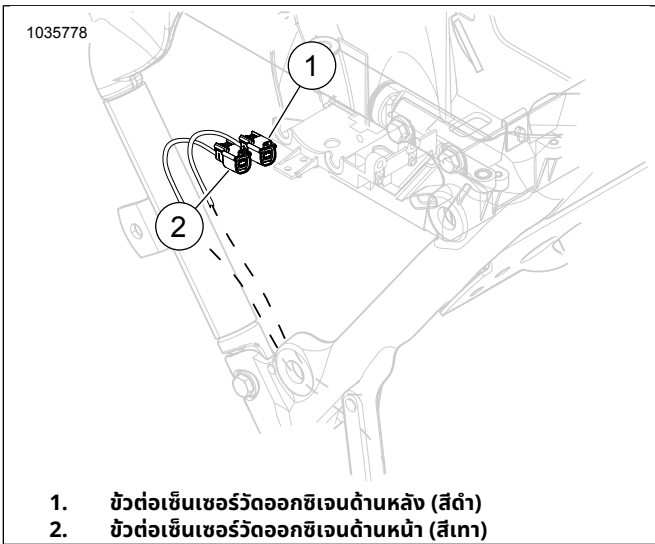 1035778
1
2
1. ขั้วต่อเซ็นเซอร์วัดออกซิเจนด้านหลัง (สีดำ)
2. ขั้วต่อเซ็นเซอร์วัดออกซิเจนด้านหน้า (สีเทา)